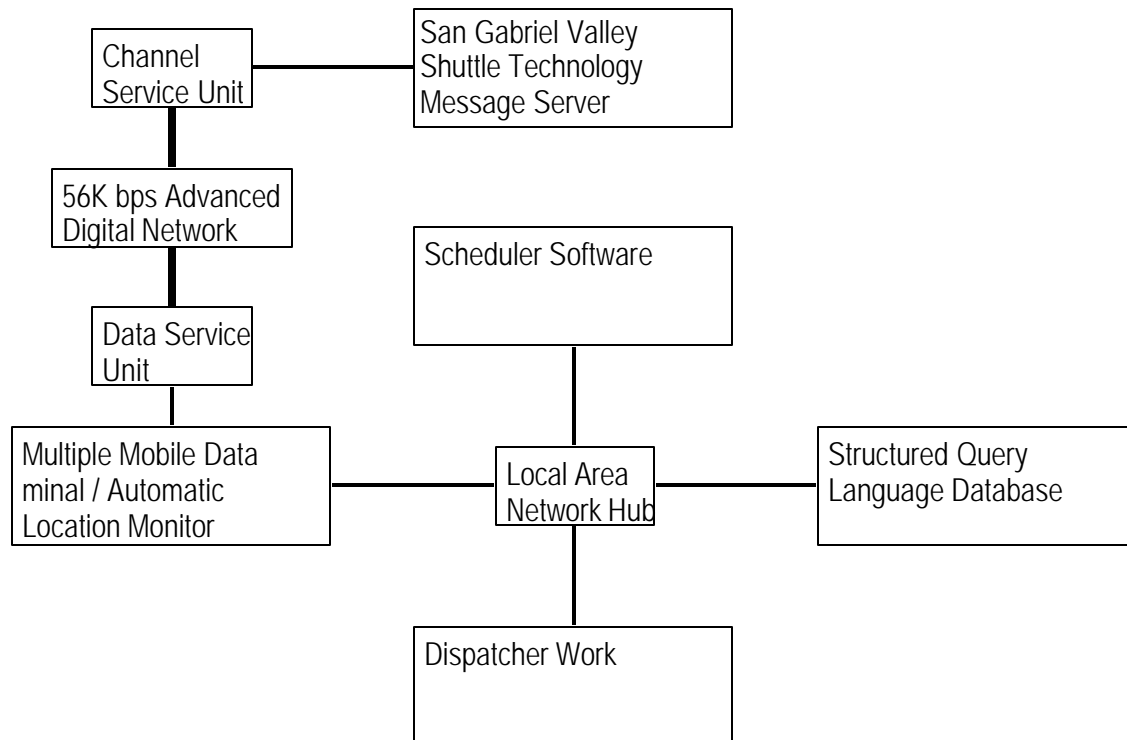 Channel
Service Unit
San Gabriel Valley
Shuttle Technology
Message Server
56K bps Advanced
Digital Network
Scheduler Software
Data Service
Unit
Multiple Mobile Data
minal / Automatic
Location Monitor
Local Area
Network Hub
Structured Query
Language Database
Dispatcher Work